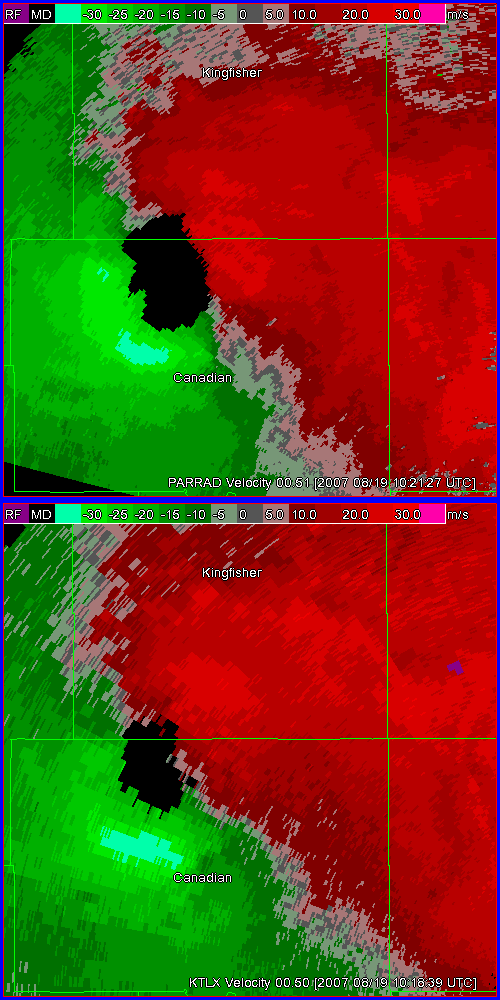 RF MD -30 -25 -20 -15 -10 -5 0 5.0 10.0 20.0 30.0 m/s
Kingfisher
Canadian
PARRAD Velocity 00.51 [2007 08/19 10:21:27 UTC]
RF MD -30 -25 -20 -15 -10 -5 0 5.0 10.0 20.0 30.0 m/s
Kingfisher
Canadian
KTLX Velocity 00.50 [2007 08/19 10:18:39 UTC]